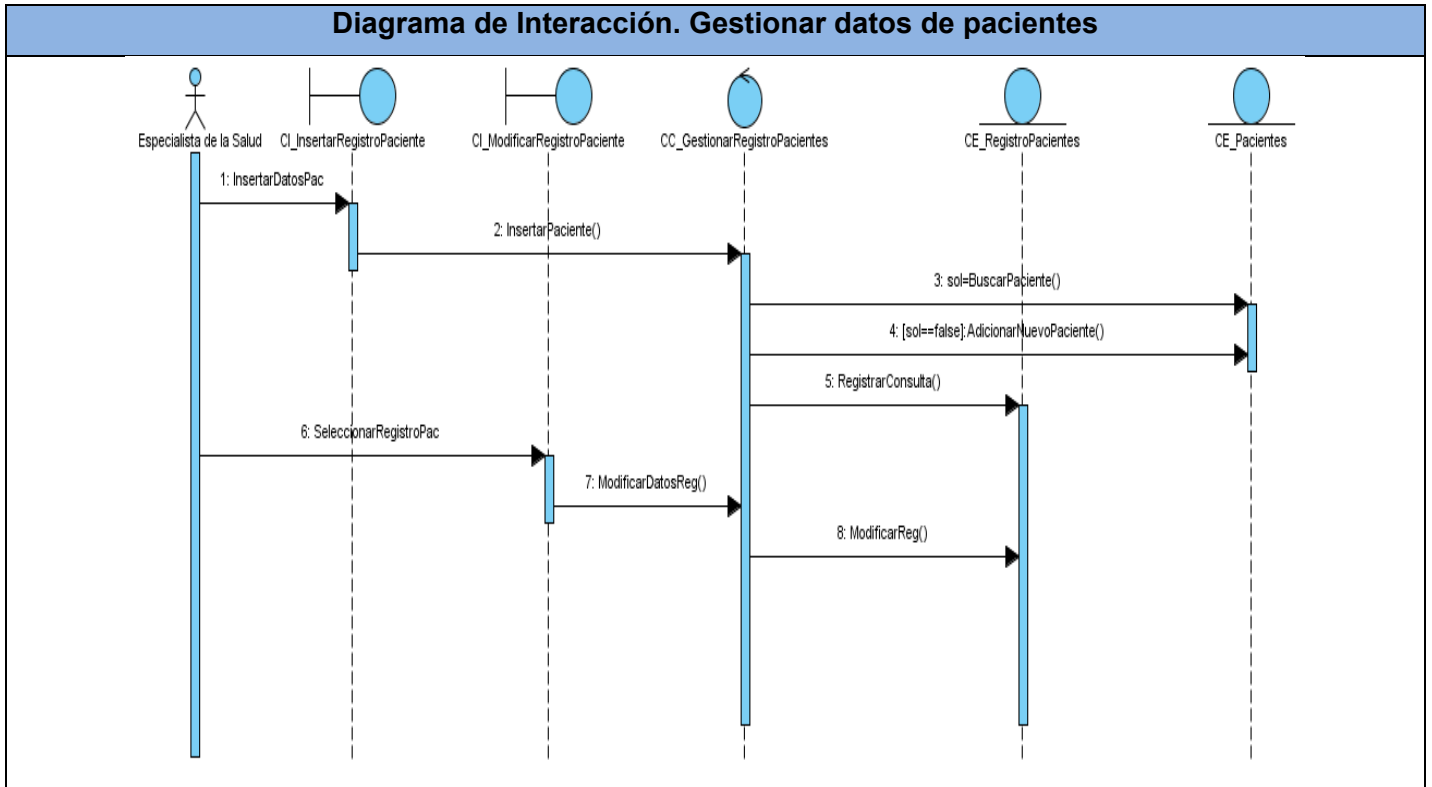 Diagrama de Interacción. Gestionar datos de pacientes
Especialista de la Salud
CI_InsertarRegistroPaciente
CI_ModificarRegistroPaciente
CC_GestionarRegistroPacientes
CE_RegistroPacientes
CE_Pacientes
1: InsertarDatosPac
2: InsertarPaciente()
3: sol=BuscarPaciente()
4: [sol==false]:AdicionarNuevoPaciente()
5: RegistrarConsulta()
6: SeleccionarRegistroPac
7: ModificarDatosReg()
8: ModificarReg()